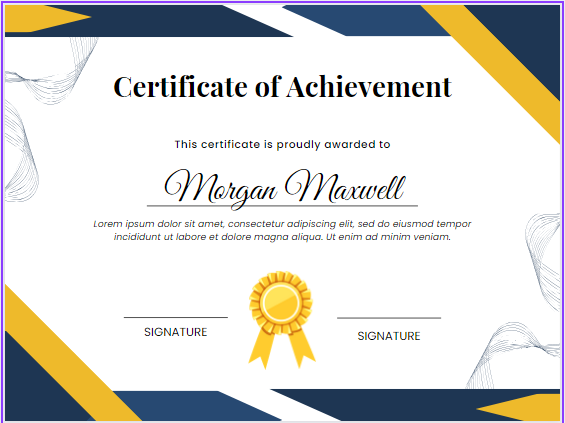 Certificate of Achievement
This certificate is proudly awarded to
Morgan Maxwell
Lorem ipsum dolor sit amet, consectetur adipiscing elit, sed do eiusmod tempor
incididunt ut labore et dolore magna aliqua. Ut enim ad minim veniam.
SIGNATURE
SIGNATURE